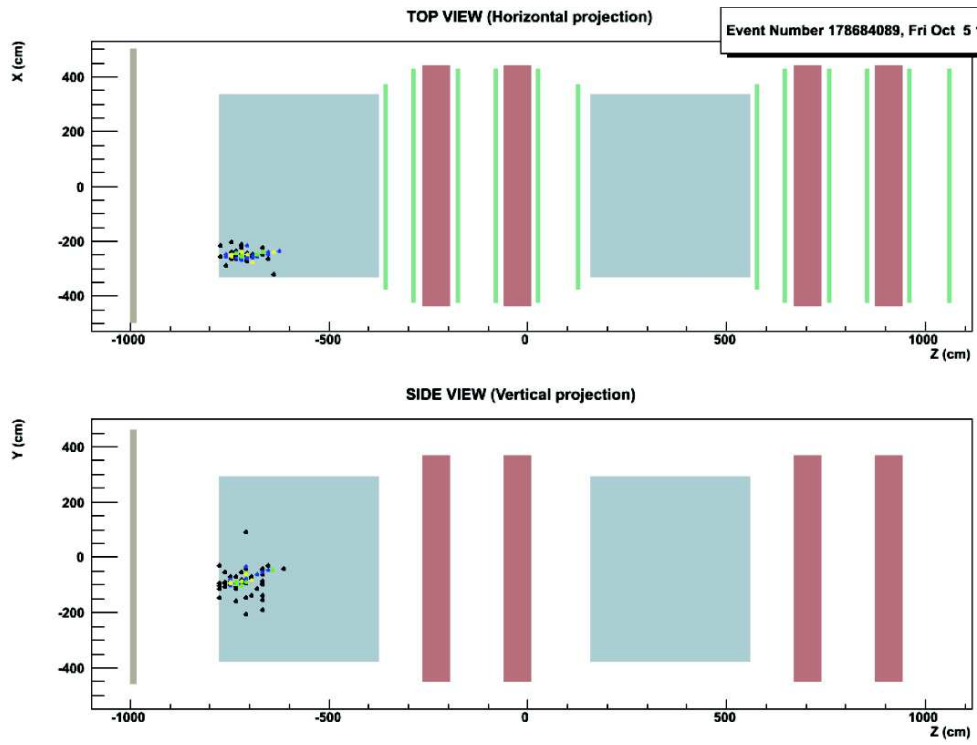 TOP VIEW (Horizontal projection)
Event Number 178684089, Fri Oct 5
X (cm)
400
200
0
-200
-400
-1000 -500 0 500 1000
Z (cm)
SIDE VIEW (Vertical projection)
Y (cm)
400
200
0
-200
-400
-1000 -500 0 500 1000
Z (cm)